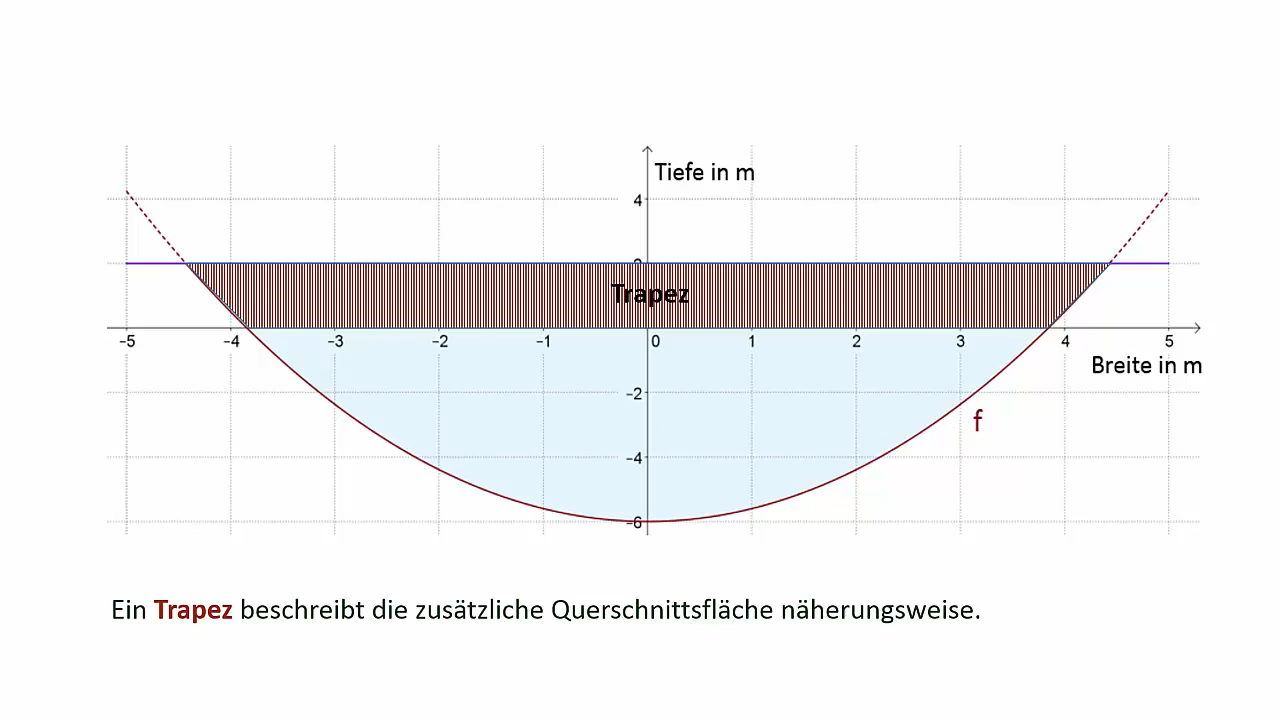 Tiefe in m
4
2
Trapez
-5 -4 -3 -2 -1 0 1 2 3 4 5
Breite in m
-2
f
-4
-6
Ein Trapez beschreibt die zusätzliche Querschnittsfläche näherungsweise.